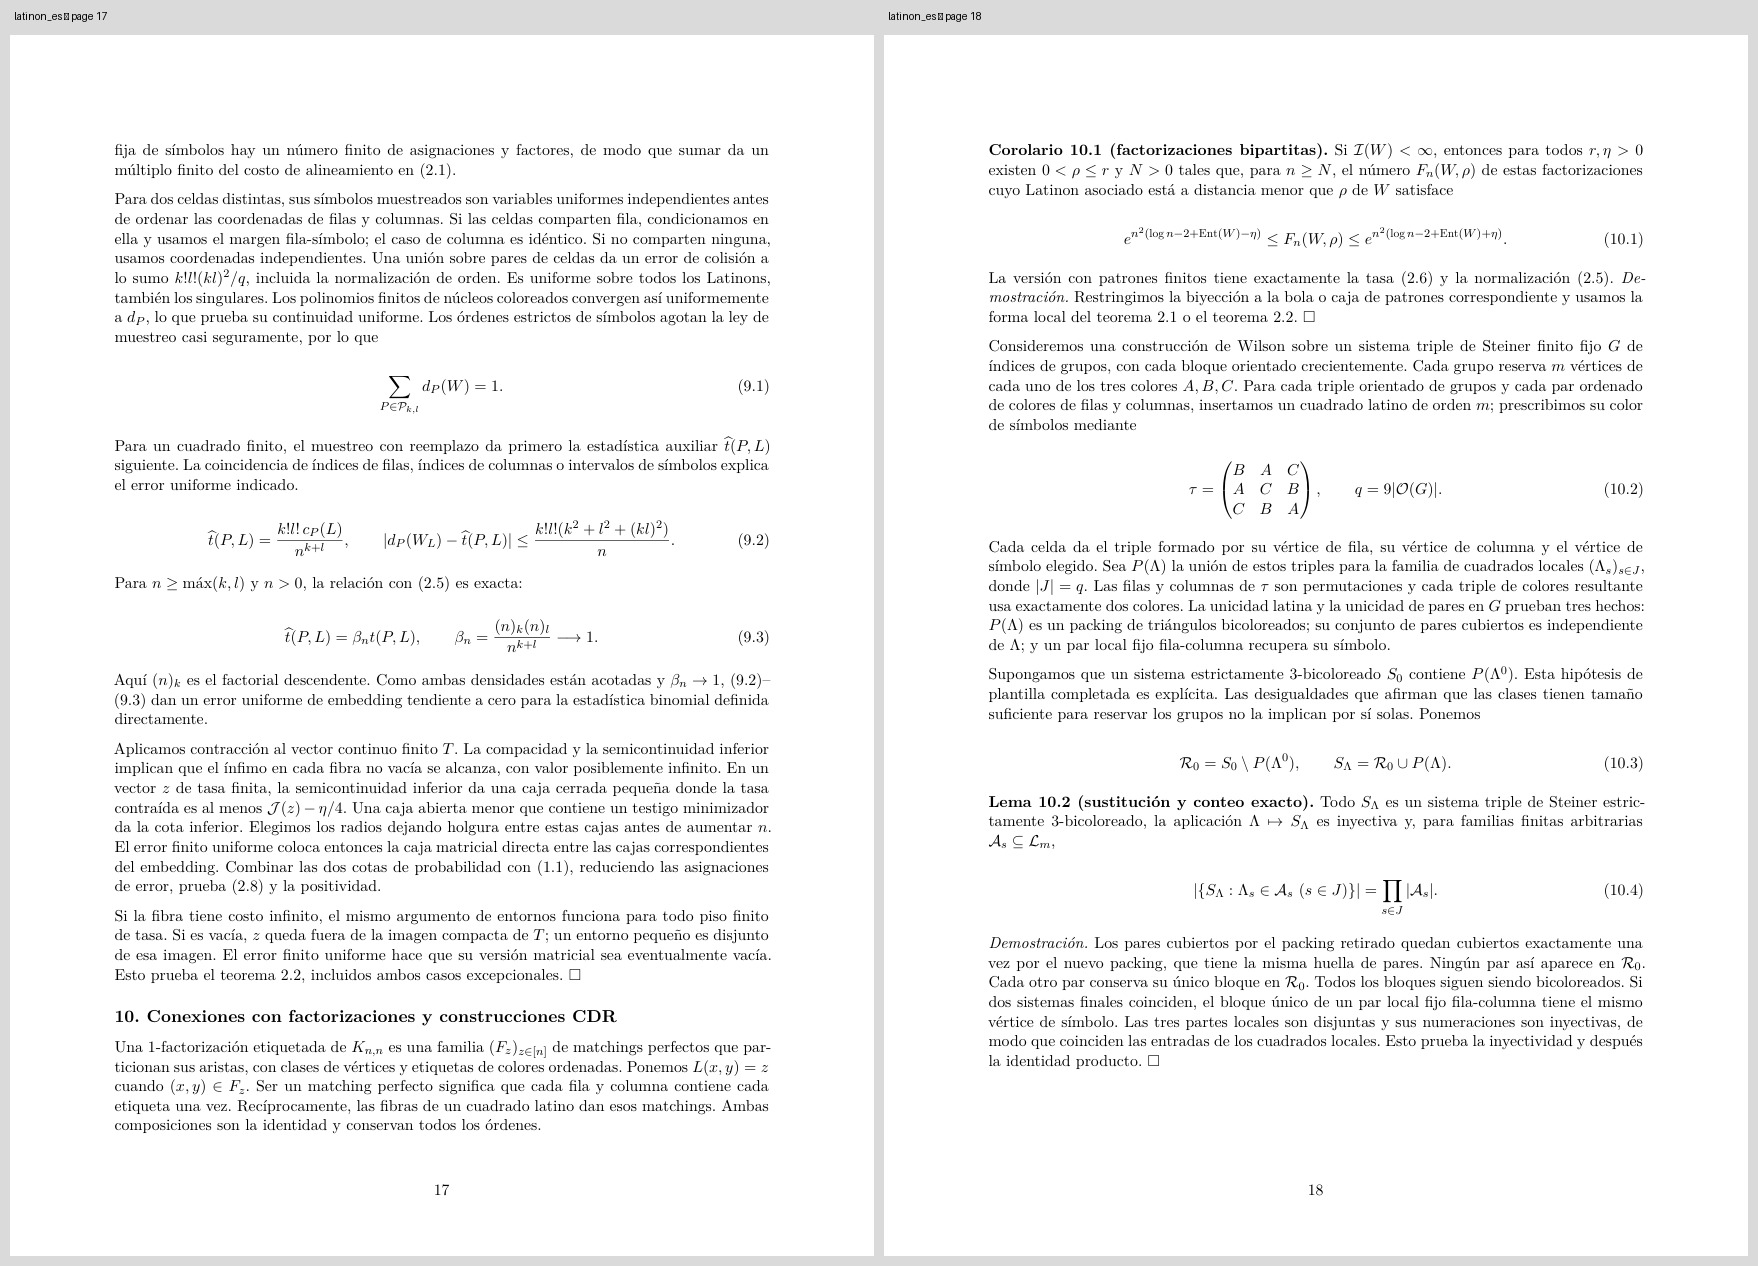 latinon_es□page 17
fija de símbolos hay un número finito de asignaciones y factores, de modo que sumar da un
múltiplo finito del costo de alineamiento en (2.1).
Para dos celdas distintas, sus símbolos muestreados son variables uniformes independientes antes
de ordenar las coordenadas de filas y columnas. Si las celdas comparten fila, condicionamos en
ella y usamos el margen fila-símbolo; el caso de columna es idéntico. Si no comparten ninguna,
usamos coordenadas independientes. Una unión sobre pares de celdas da un error de colisión a
lo sumo k!l!(kl)²/q, incluida la normalización de orden. Es uniforme sobre todos los Latinons,
también los singulares. Los polinomios finitos de núcleos coloreados convergen así uniformemente
a d_P, lo que prueba su continuidad uniforme. Los órdenes estrictos de símbolos agotan la ley de
muestreo casi seguramente, por lo que
∑_{P∈𝒫_{k,l}} d_P(W) = 1. (9.1)
Para un cuadrado finito, el muestreo con reemplazo da primero la estadística auxiliar t̂(P, L)
siguiente. La coincidencia de índices de filas, índices de columnas o intervalos de símbolos explica
el error uniforme indicado.
t̂(P, L) = k!l! c_P(L) / n^{k+l}, |d_P(W_L) − t̂(P, L)| ≤ k!l!(k² + l² + (kl)²) / n. (9.2)
Para n ≥ máx(k, l) y n > 0, la relación con (2.5) es exacta:
t̂(P, L) = β_n t(P, L), β_n = (n)_k(n)_l / n^{k+l} ⟶ 1. (9.3)
Aquí (n)_k es el factorial descendente. Como ambas densidades están acotadas y β_n → 1, (9.2)–
(9.3) dan un error uniforme de embedding tendiente a cero para la estadística binomial definida
directamente.
Aplicamos contracción al vector continuo finito T. La compacidad y la semicontinuidad inferior
implican que el ínfimo en cada fibra no vacía se alcanza, con valor posiblemente infinito. En un
vector z de tasa finita, la semicontinuidad inferior da una caja cerrada pequeña donde la tasa
contraída es al menos 𝒥(z) − η/4. Una caja abierta menor que contiene un testigo minimizador
da la cota inferior. Elegimos los radios dejando holgura entre estas cajas antes de aumentar n.
El error finito uniforme coloca entonces la caja matricial directa entre las cajas correspondientes
del embedding. Combinar las dos cotas de probabilidad con (1.1), reduciendo las asignaciones
de error, prueba (2.8) y la positividad.
Si la fibra tiene costo infinito, el mismo argumento de entornos funciona para todo piso finito
de tasa. Si es vacía, z queda fuera de la imagen compacta de T; un entorno pequeño es disjunto
de esa imagen. El error finito uniforme hace que su versión matricial sea eventualmente vacía.
Esto prueba el teorema 2.2, incluidos ambos casos excepcionales. □
10. Conexiones con factorizaciones y construcciones CDR
Una 1-factorización etiquetada de K_{n,n} es una familia (F_z)_{z∈[n]} de matchings perfectos que par-
ticionan sus aristas, con clases de vértices y etiquetas de colores ordenadas. Ponemos L(x, y) = z
cuando (x, y) ∈ F_z. Ser un matching perfecto significa que cada fila y columna contiene cada
etiqueta una vez. Recíprocamente, las fibras de un cuadrado latino dan esos matchings. Ambas
composiciones son la identidad y conservan todos los órdenes.
17
latinon_es□page 18
Corolario 10.1 (factorizaciones bipartitas). Si ℐ(W) < ∞, entonces para todos r, η > 0
existen 0 < ρ ≤ r y N > 0 tales que, para n ≥ N, el número F_n(W, ρ) de estas factorizaciones
cuyo Latinon asociado está a distancia menor que ρ de W satisface
e^{n²(log n−2+Ent(W)−η)} ≤ F_n(W, ρ) ≤ e^{n²(log n−2+Ent(W)+η)}. (10.1)
La versión con patrones finitos tiene exactamente la tasa (2.6) y la normalización (2.5). De-
mostración. Restringimos la biyección a la bola o caja de patrones correspondiente y usamos la
forma local del teorema 2.1 o el teorema 2.2. □
Consideremos una construcción de Wilson sobre un sistema triple de Steiner finito fijo G de
índices de grupos, con cada bloque orientado crecientemente. Cada grupo reserva m vértices de
cada uno de los tres colores A, B, C. Para cada triple orientado de grupos y cada par ordenado
de colores de filas y columnas, insertamos un cuadrado latino de orden m; prescribimos su color
de símbolos mediante
τ = (B A C
A C B
C B A), q = 9|𝒪(G)|. (10.2)
Cada celda da el triple formado por su vértice de fila, su vértice de columna y el vértice de
símbolo elegido. Sea P(Λ) la unión de estos triples para la familia de cuadrados locales (Λ_s)_{s∈J},
donde |J| = q. Las filas y columnas de τ son permutaciones y cada triple de colores resultante
usa exactamente dos colores. La unicidad latina y la unicidad de pares en G prueban tres hechos:
P(Λ) es un packing de triángulos bicoloreados; su conjunto de pares cubiertos es independiente
de Λ; y un par local fijo fila-columna recupera su símbolo.
Supongamos que un sistema estrictamente 3-bicoloreado S₀ contiene P(Λ⁰). Esta hipótesis de
plantilla completada es explícita. Las desigualdades que afirman que las clases tienen tamaño
suficiente para reservar los grupos no la implican por sí solas. Ponemos
ℛ₀ = S₀ \ P(Λ⁰), S_Λ = ℛ₀ ∪ P(Λ). (10.3)
Lema 10.2 (sustitución y conteo exacto). Todo S_Λ es un sistema triple de Steiner estric-
tamente 3-bicoloreado, la aplicación Λ ↦ S_Λ es inyectiva y, para familias finitas arbitrarias
𝒜_s ⊆ ℒ_m,
|{S_Λ : Λ_s ∈ 𝒜_s (s ∈ J)}| = ∏_{s∈J} |𝒜_s|. (10.4)
Demostración. Los pares cubiertos por el packing retirado quedan cubiertos exactamente una
vez por el nuevo packing, que tiene la misma huella de pares. Ningún par así aparece en ℛ₀.
Cada otro par conserva su único bloque en ℛ₀. Todos los bloques siguen siendo bicoloreados. Si
dos sistemas finales coinciden, el bloque único de un par local fijo fila-columna tiene el mismo
vértice de símbolo. Las tres partes locales son disjuntas y sus numeraciones son inyectivas, de
modo que coinciden las entradas de los cuadrados locales. Esto prueba la inyectividad y después
la identidad producto. □
18